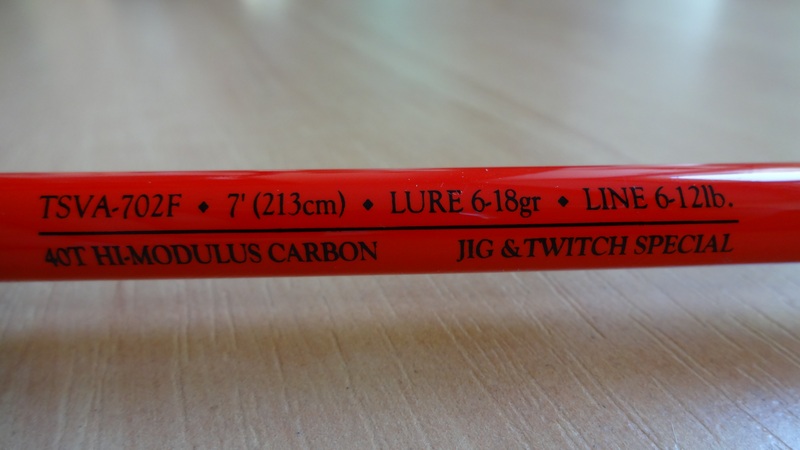 TSVA-702F ◆ 7' (213cm) ◆ LURE 6-18gr ◆ LINE 6-12lb.
40T HI-MODULUS CARBON JIG & TWITCH SPECIAL